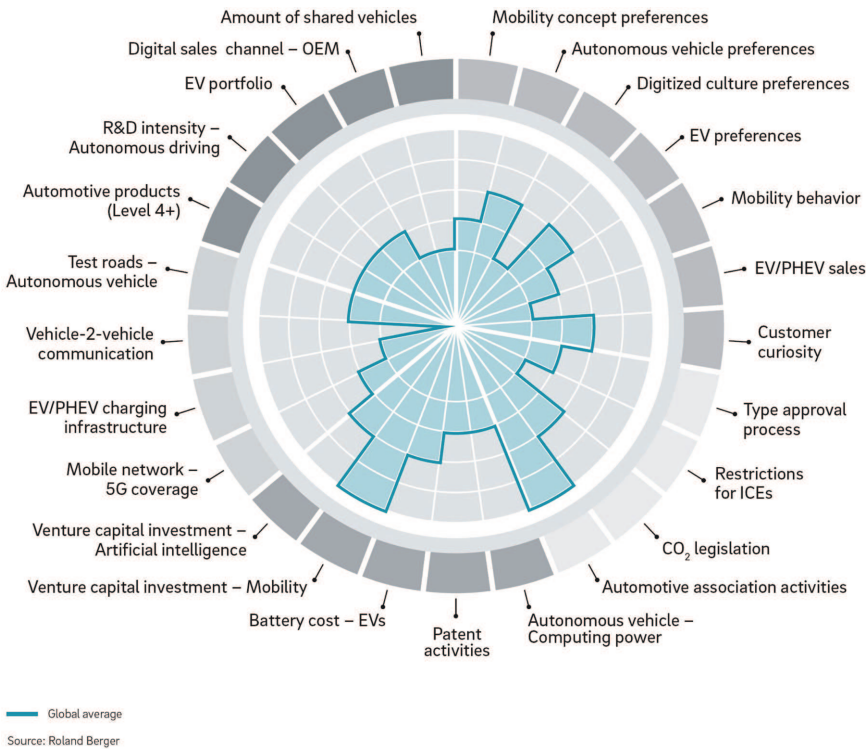 Amount of shared vehicles
Mobility concept preferences
Digital sales channel – OEM
Autonomous vehicle preferences
EV portfolio
Digitized culture preferences
R&D intensity –
Autonomous driving
EV preferences
Automotive products
(Level 4+)
Mobility behavior
Test roads –
Autonomous vehicle
EV/PHEV sales
Vehicle-2-vehicle
communication
Customer
curiosity
EV/PHEV charging
infrastructure
Type approval
process
Mobile network –
5G coverage
Restrictions
for ICEs
Venture capital investment –
Artificial intelligence
CO₂ legislation
Venture capital investment – Mobility
Automotive association activities
Battery cost – EVs
Patent
activities
Autonomous vehicle –
Computing power
Global average
Source: Roland Berger